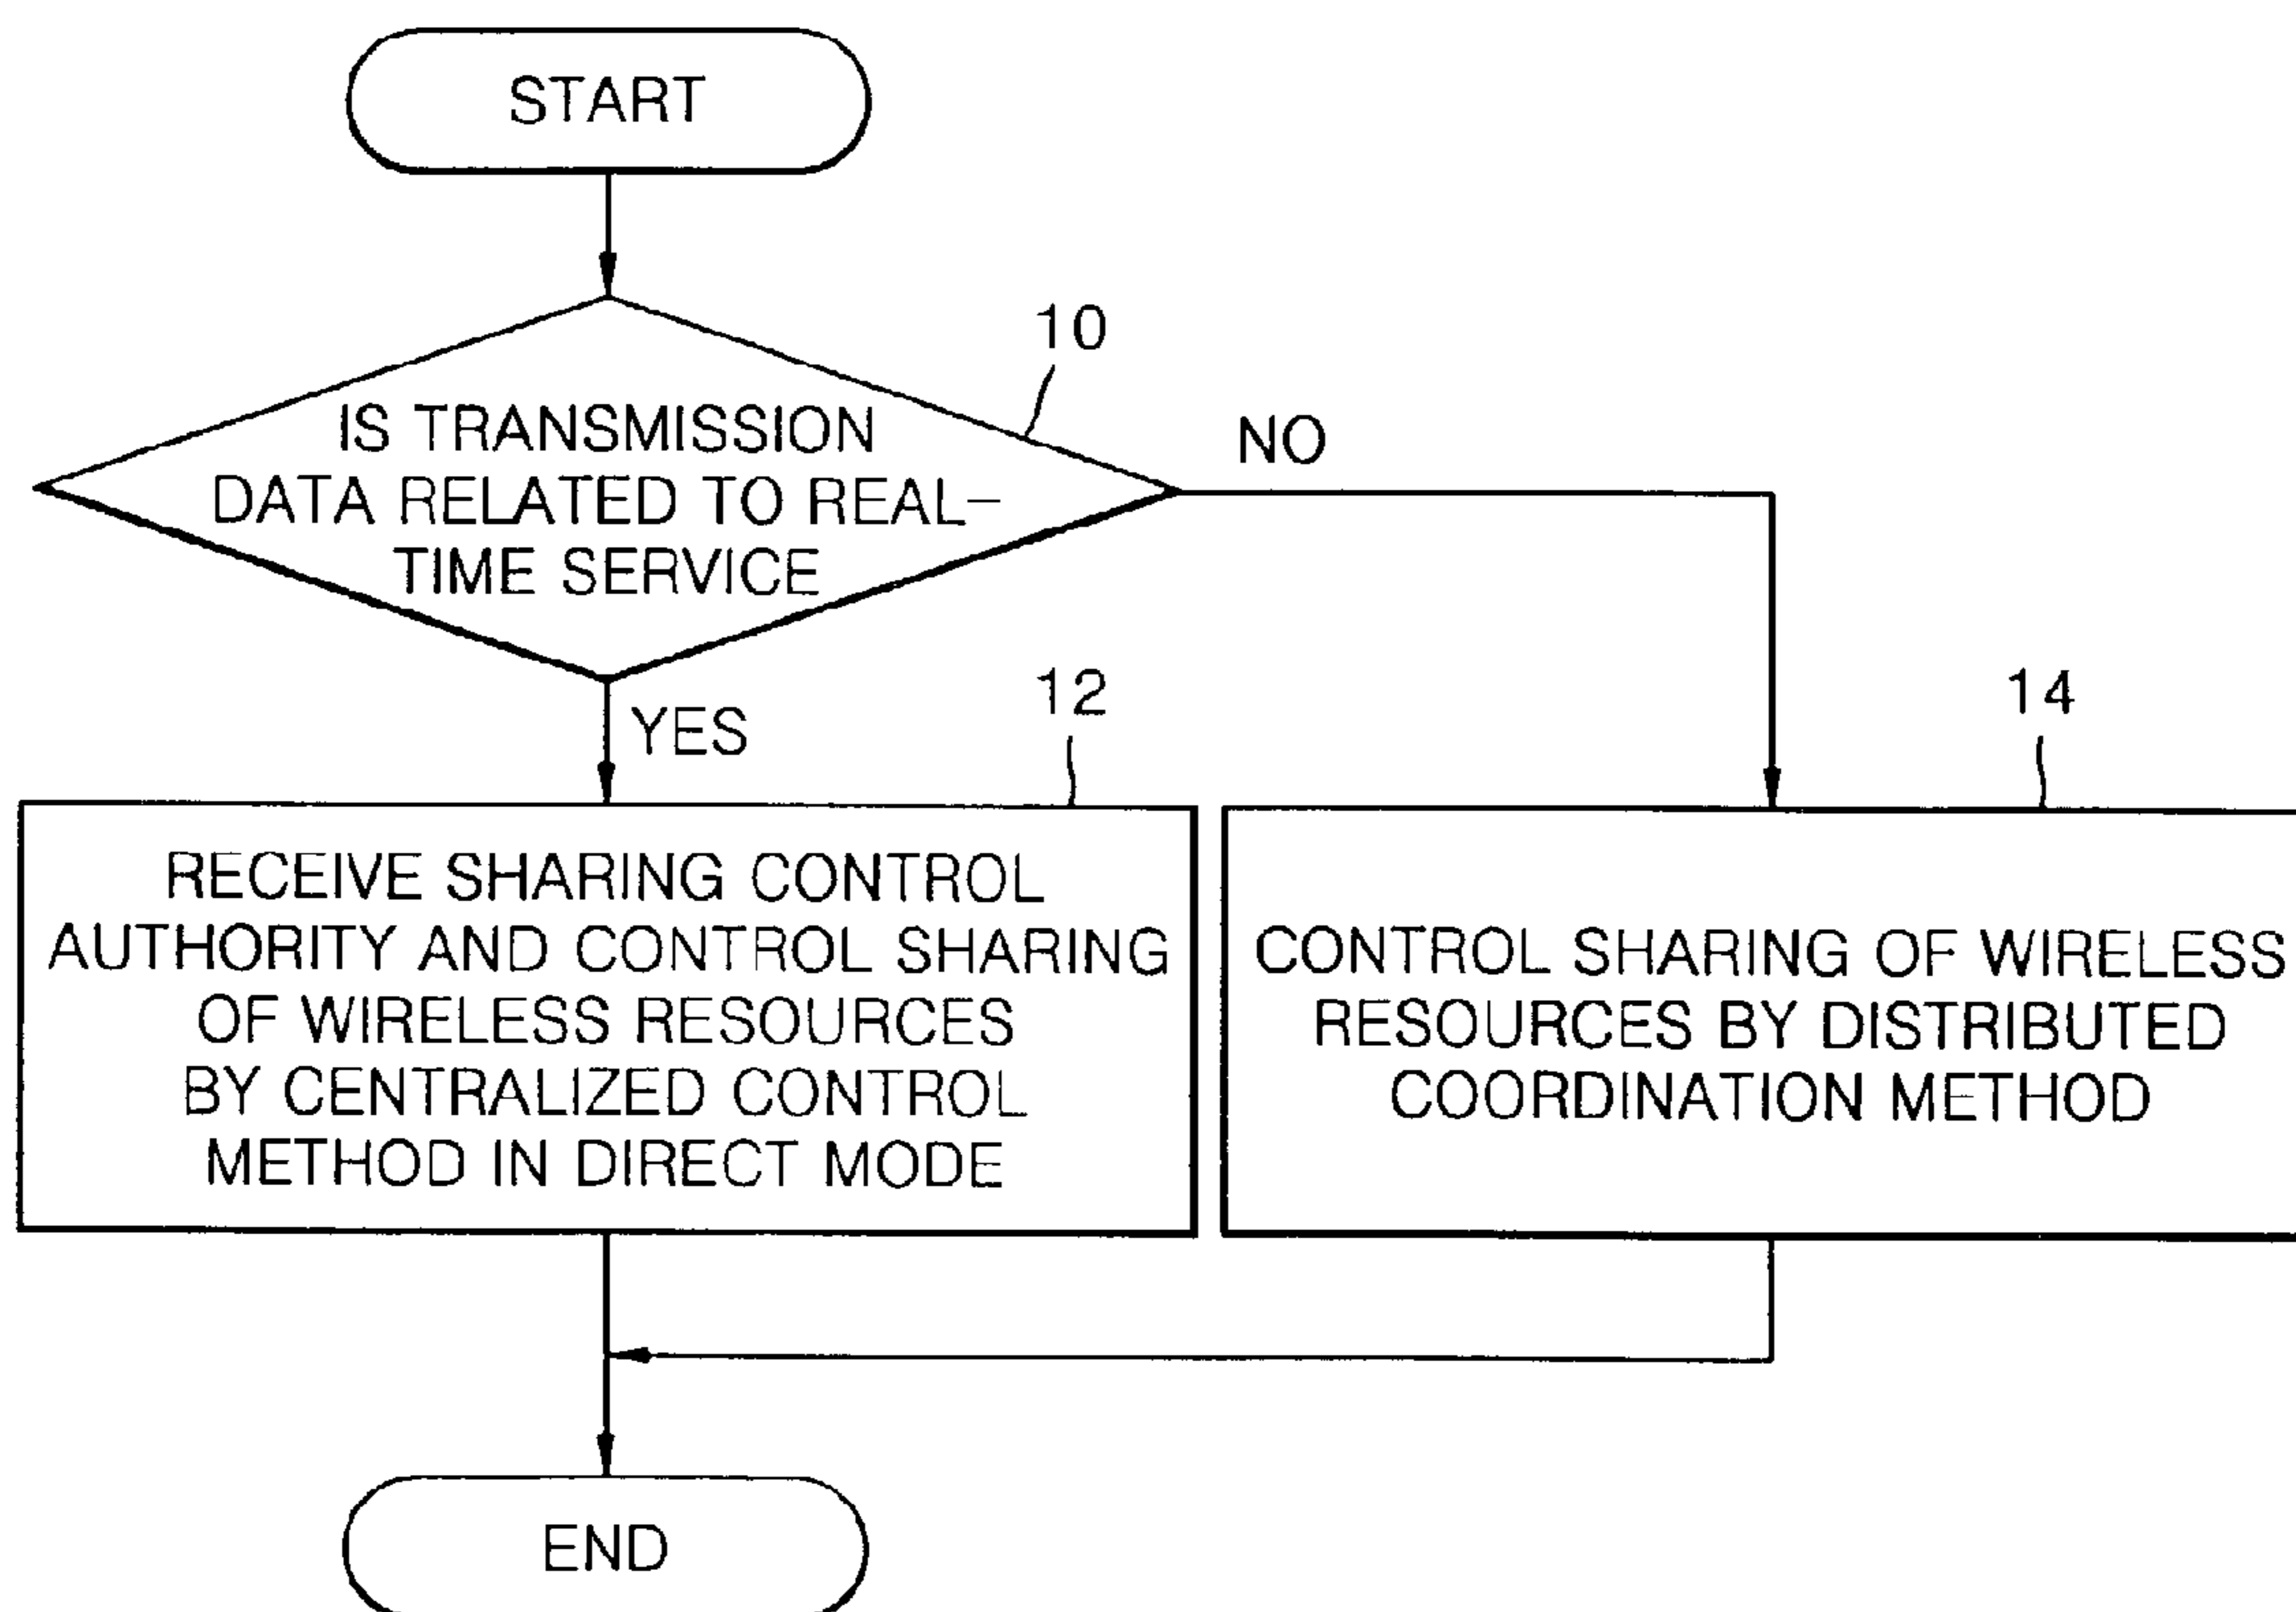 START
10
IS TRANSMISSION
DATA RELATED TO REAL-
TIME SERVICE
NO
YES
12
14
RECEIVE SHARING CONTROL
AUTHORITY AND CONTROL SHARING
OF WIRELESS RESOURCES
BY CENTRALIZED CONTROL
METHOD IN DIRECT MODE
CONTROL SHARING OF WIRELESS
RESOURCES BY DISTRIBUTED
COORDINATION METHOD
END